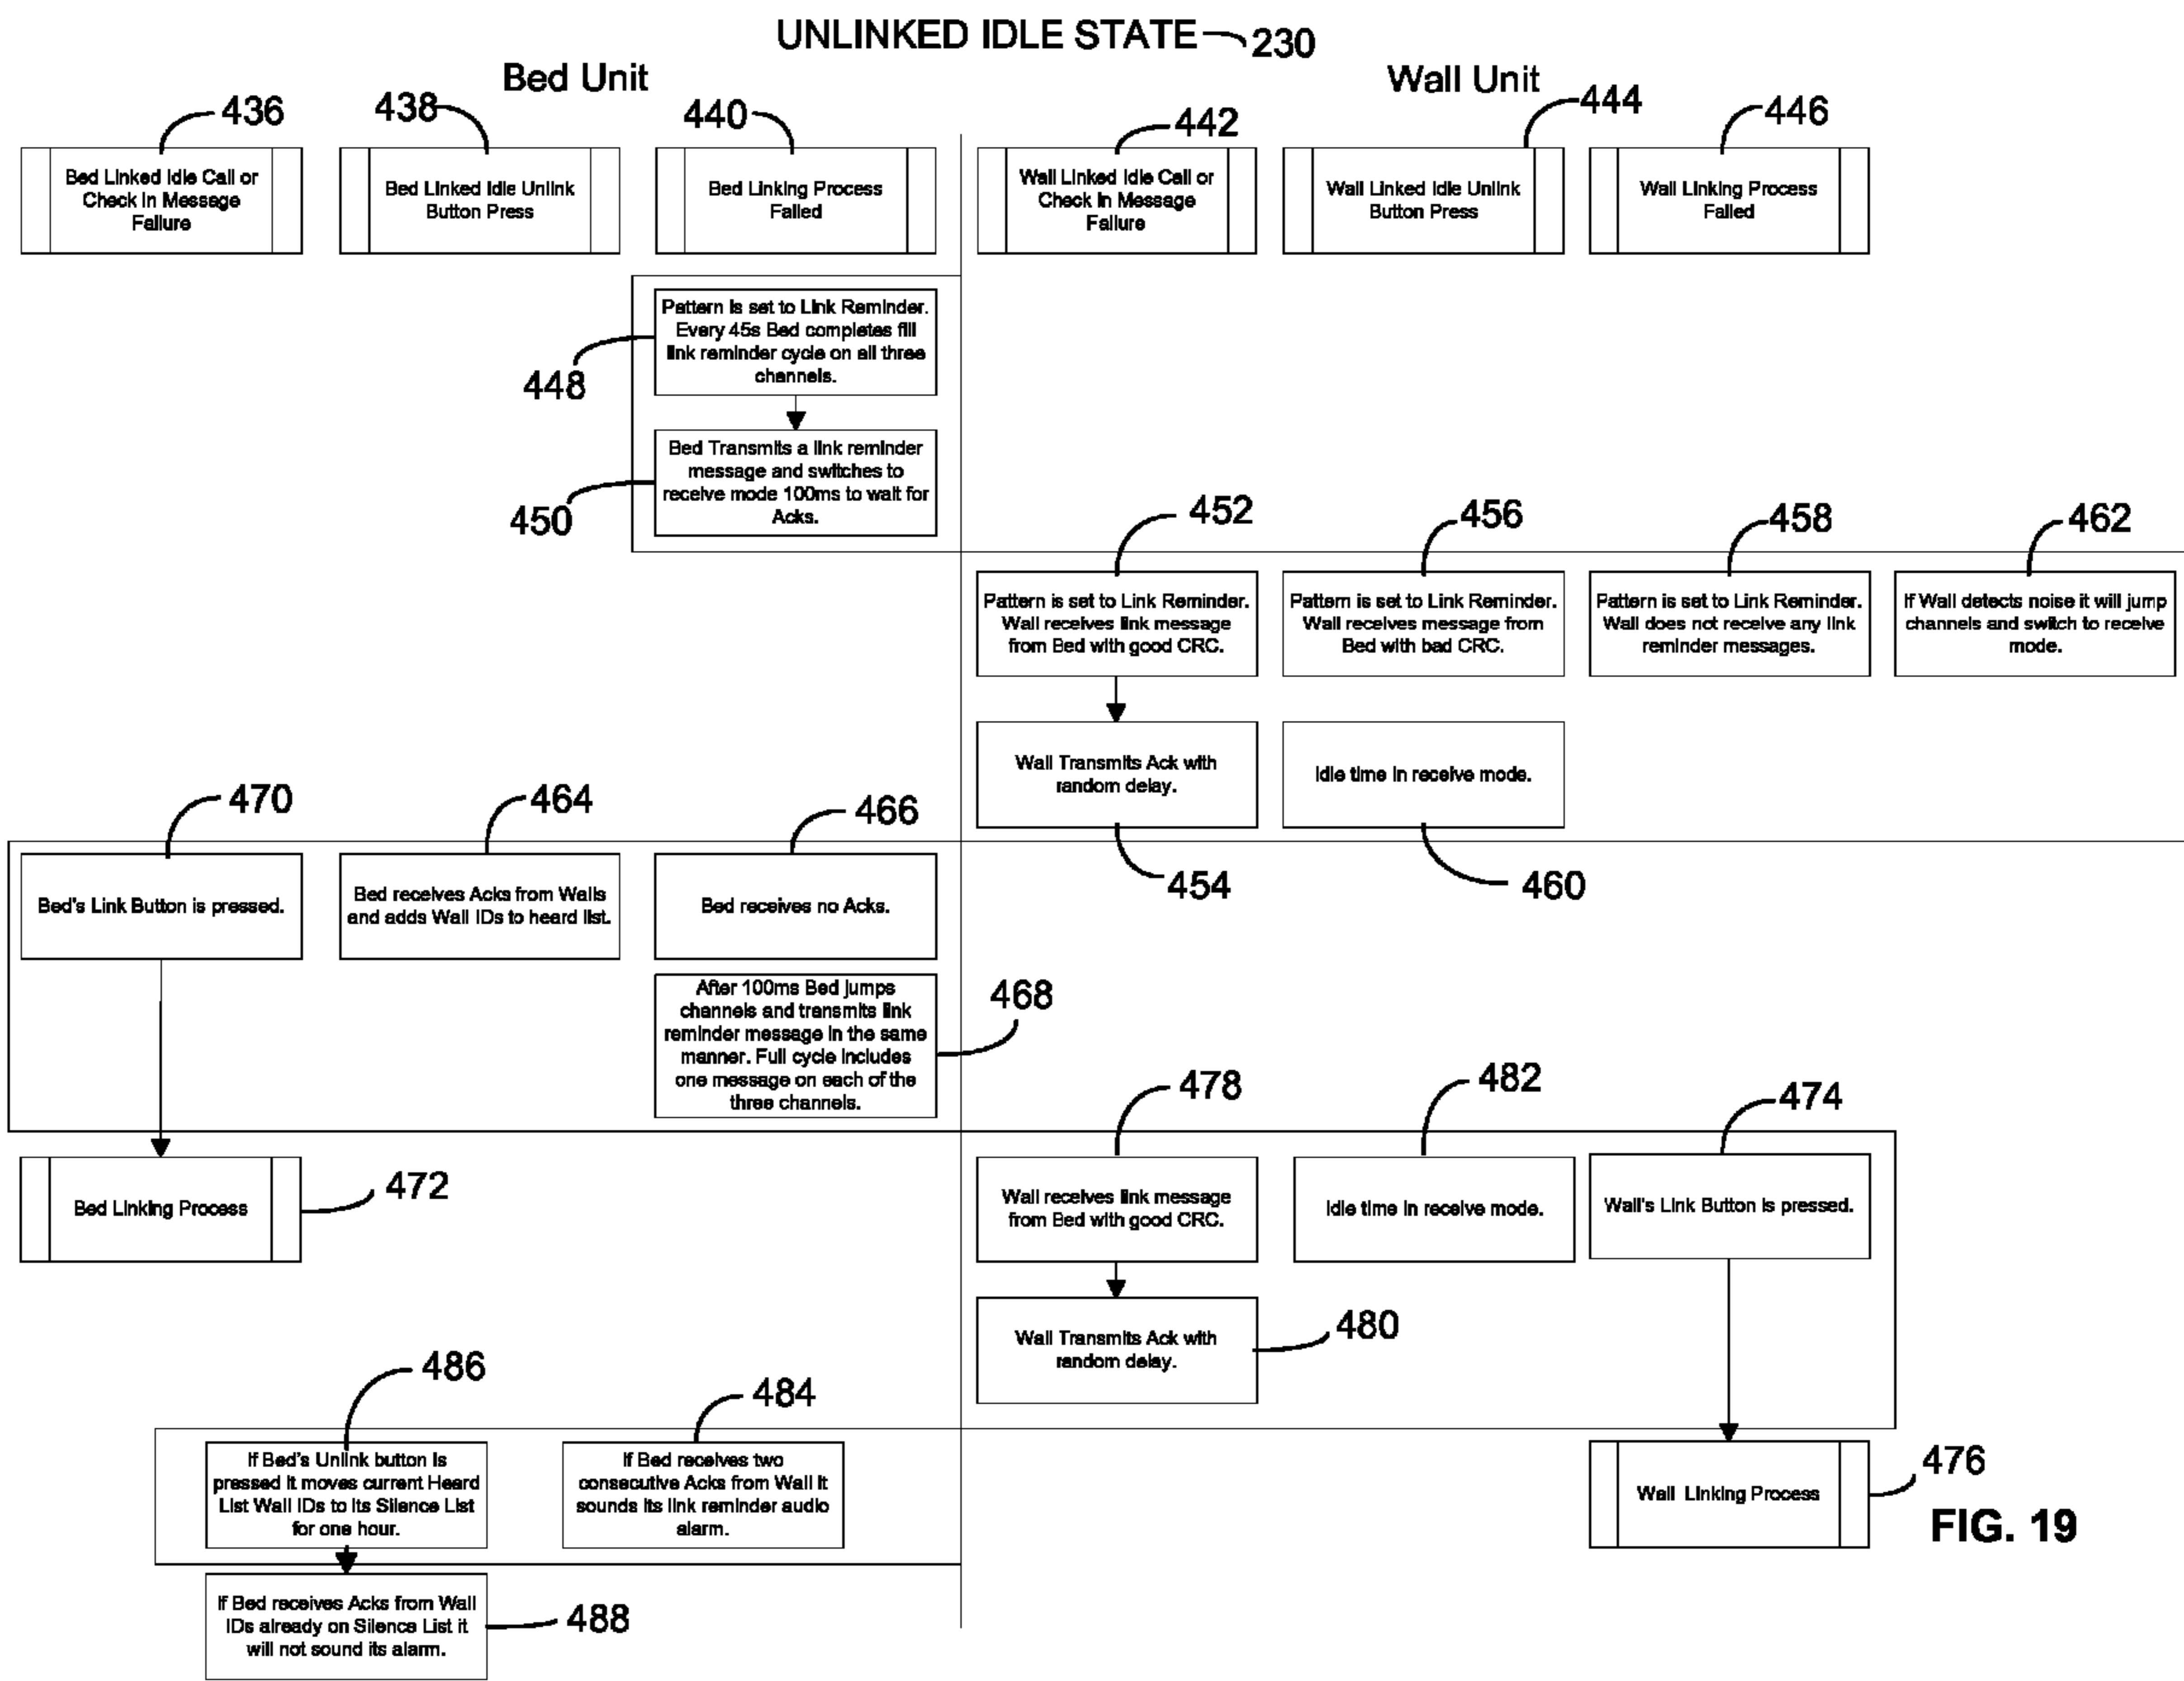 UNLINKED IDLE STATE 230
Bed Unit
Wall Unit
436
438
440
442
444
446
Bed Linked Idle Call or
Check In Message
Failure
Bed Linked Idle Unlink
Button Press
Bed Linking Process
Failed
Wall Linked Idle Call or
Check In Message
Failure
Wall Linked Idle Unlink
Button Press
Wall Linking Process
Failed
Pattern is set to Link Reminder.
Every 45s Bed completes fill
link reminder cycle on all three
channels.
448
Bed Transmits a link reminder
message and switches to
receive mode 100ms to wait for
Acks.
450
452
456
458
462
Pattern is set to Link Reminder.
Wall receives link message
from Bed with good CRC.
Pattern is set to Link Reminder.
Wall receives message from
Bed with bad CRC.
Pattern is set to Link Reminder.
Wall does not receive any link
reminder messages.
If Wall detects noise it will jump
channels and switch to receive
mode.
Wall Transmits Ack with
random delay.
Idle time in receive mode.
454
460
470
464
466
Bed's Link Button is pressed.
Bed receives Acks from Walls
and adds Wall IDs to heard list.
Bed receives no Acks.
After 100ms Bed jumps
channels and transmits link
reminder message in the same
manner. Full cycle includes
one message on each of the
three channels.
468
478
482
474
Bed Linking Process
472
Wall receives link message
from Bed with good CRC.
Idle time in receive mode.
Wall's Link Button is pressed.
Wall Transmits Ack with
random delay.
480
486
484
If Bed's Unlink button is
pressed it moves current Heard
List Wall IDs to its Silence List
for one hour.
If Bed receives two
consecutive Acks from Wall it
sounds its link reminder audio
alarm.
Wall Linking Process
476
FIG. 19
If Bed receives Acks from Wall
IDs already on Silence List it
will not sound its alarm.
488